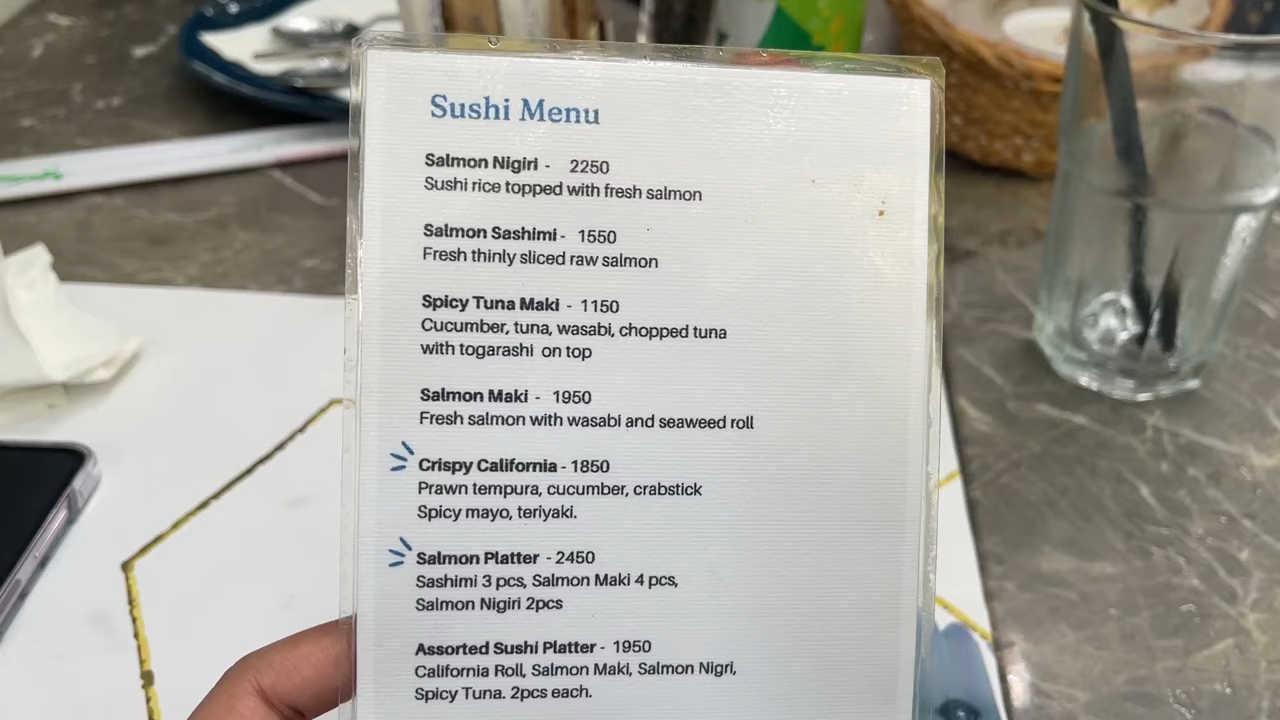 Sushi Menu
Salmon Nigiri - 2250
Sushi rice topped with fresh salmon
Salmon Sashimi - 1550
Fresh thinly sliced raw salmon
Spicy Tuna Maki - 1150
Cucumber, tuna, wasabi, chopped tuna
with togarashi on top
Salmon Maki - 1950
Fresh salmon with wasabi and seaweed roll
Crispy California - 1850
Prawn tempura, cucumber, crabstick
Spicy mayo, teriyaki.
Salmon Platter - 2450
Sashimi 3 pcs, Salmon Maki 4 pcs,
Salmon Nigiri 2pcs
Assorted Sushi Platter - 1950
California Roll, Salmon Maki, Salmon Nigri,
Spicy Tuna. 2pcs each.